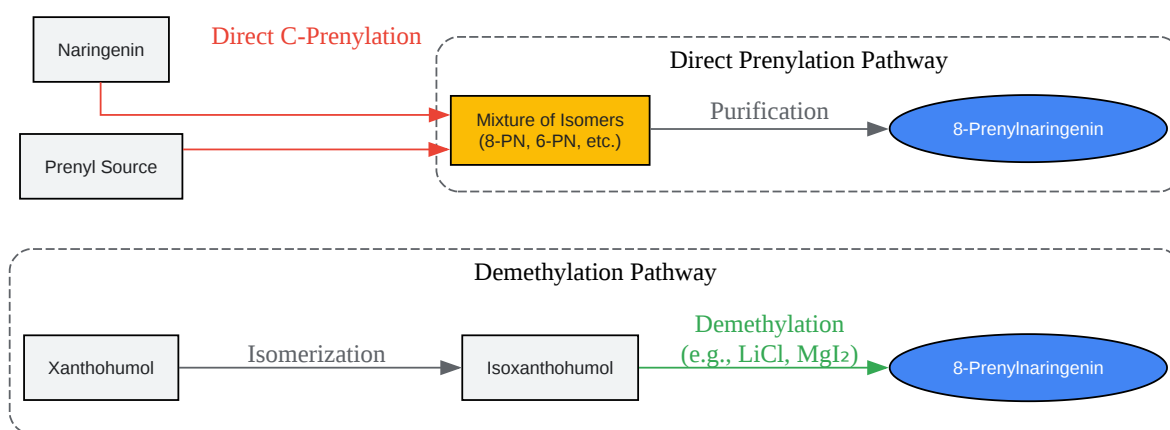 Naringenin
Direct C-Prenylation
Direct Prenylation Pathway
Prenyl Source
Mixture of Isomers
(8-PN, 6-PN, etc.)
Purification
8-Prenylnaringenin
Demethylation Pathway
Xanthohumol
Isomerization
Isoxanthohumol
Demethylation
(e.g., LiCl, MgI₂)
8-Prenylnaringenin